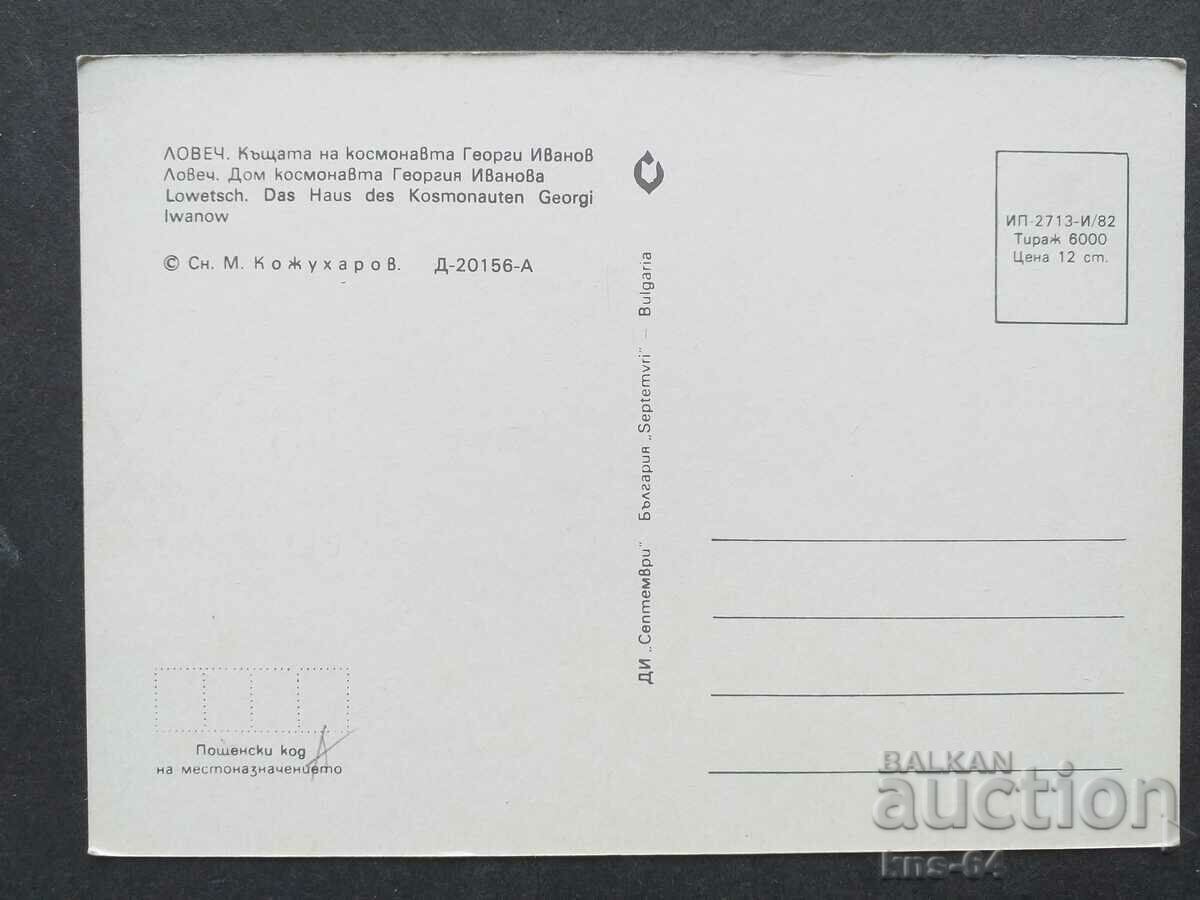 ЛОВЕЧ. Къщата на космонавта Георги Иванов
Ловеч. Дом космонавта Георгия Иванова
Lowetsch. Das Haus des Kosmonauten Georgi
Iwanow
© Сн. М. Кожухаров. Д-20156-А
ДИ „Септември" България „Septemvri" – Bulgaria
ИП-2713-И/82
Тираж 6000
Цена 12 ст.
Пощенски код
на местоназначението
BALKAN
auction
kns-64